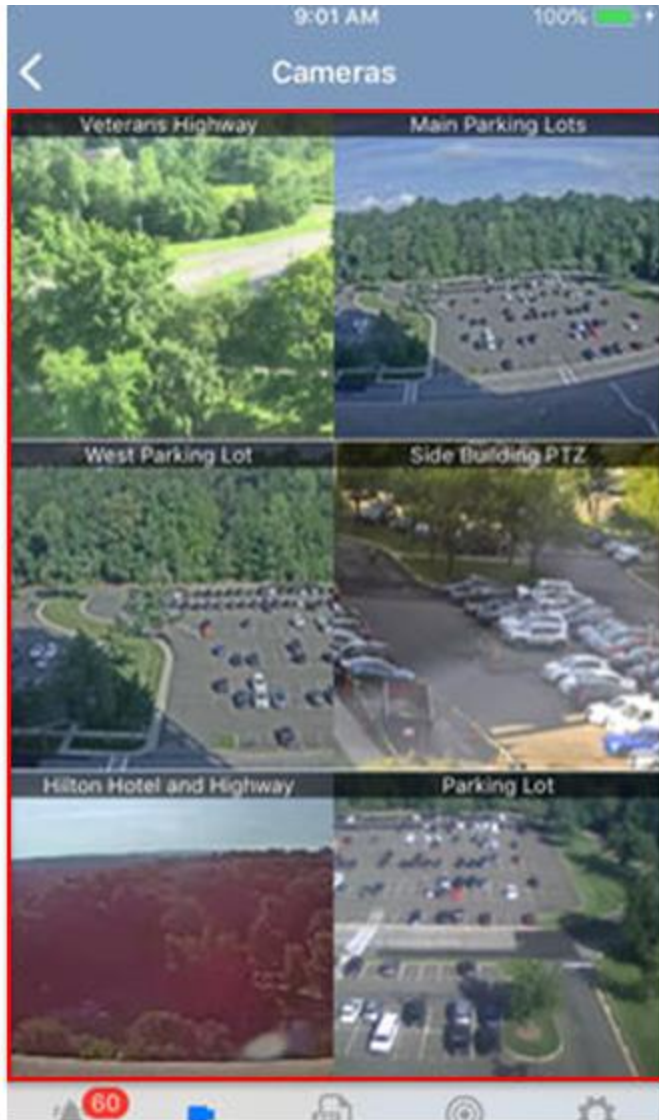 9:01 AM
100%
Cameras
Veterans Highway
Main Parking Lots
West Parking Lot
Side Building PTZ
Hilton Hotel and Highway
Parking Lot
60